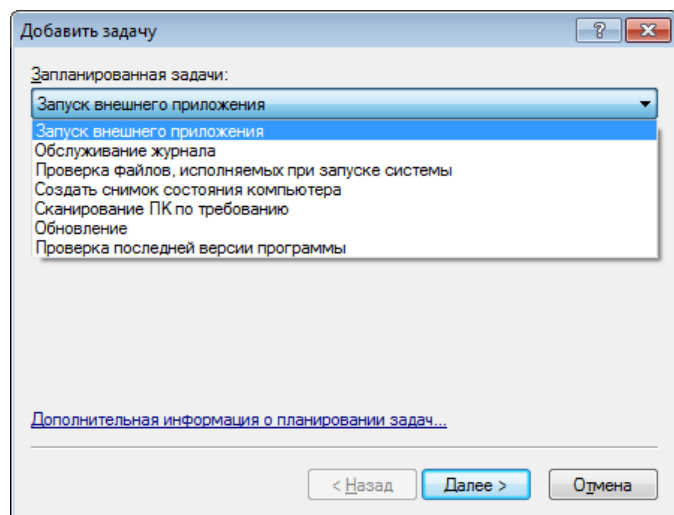 Добавить задачу
Запланированная задачи:
Запуск внешнего приложения
Запуск внешнего приложения
Обслуживание журнала
Проверка файлов, исполняемых при запуске системы
Создать снимок состояния компьютера
Сканирование ПК по требованию
Обновление
Проверка последней версии программы
Дополнительная информация о планировании задач...
< Назад Далее > Отмена